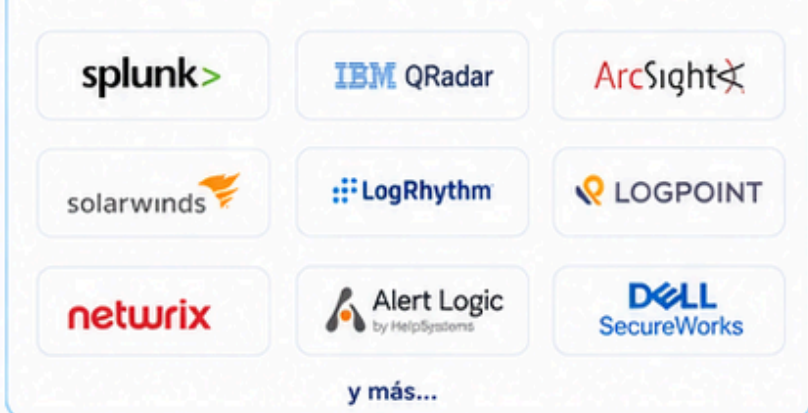 splunk>
IBM QRadar
ArcSight
solarwinds
LogRhythm
LOGPOINT
netwrix
Alert Logic
by HelpSystems
DELL
SecureWorks
y más...